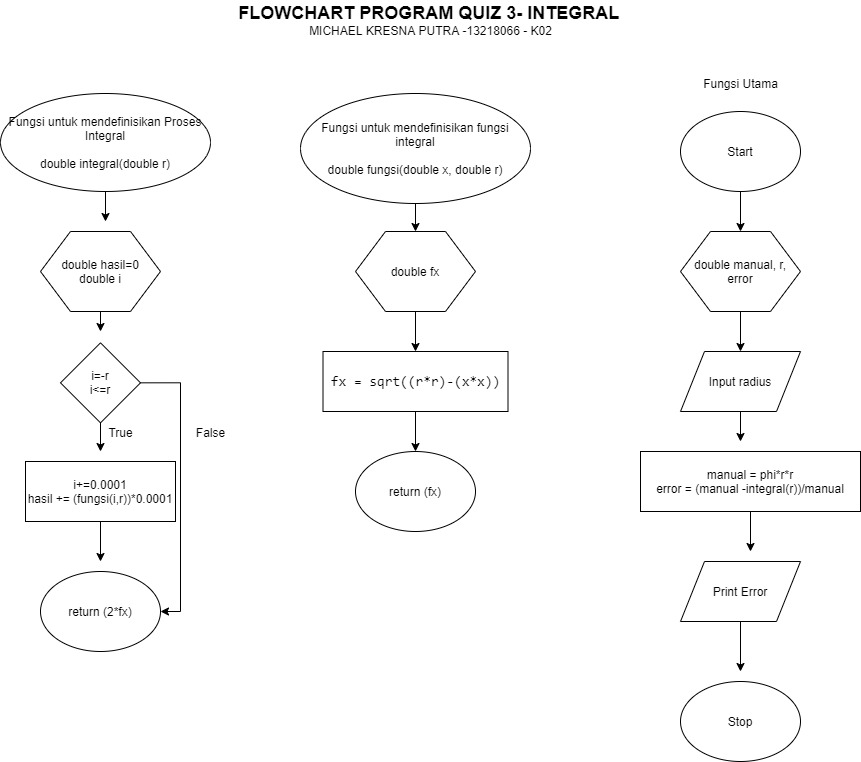 FLOWCHART PROGRAM QUIZ 3- INTEGRAL
MICHAEL KRESNA PUTRA -13218066 - K02
Fungsi untuk mendefinisikan Proses
Integral
double integral(double r)
double hasil=0
double i
i=-r
i<=r
True
False
i+=0.0001
hasil += (fungsi(i,r))*0.0001
return (2*fx)
Fungsi untuk mendefinisikan fungsi
integral
double fungsi(double x, double r)
double fx
fx = sqrt((r*r)-(x*x))
return (fx)
Fungsi Utama
Start
double manual, r,
error
Input radius
manual = phi*r*r
error = (manual -integral(r))/manual
Print Error
Stop